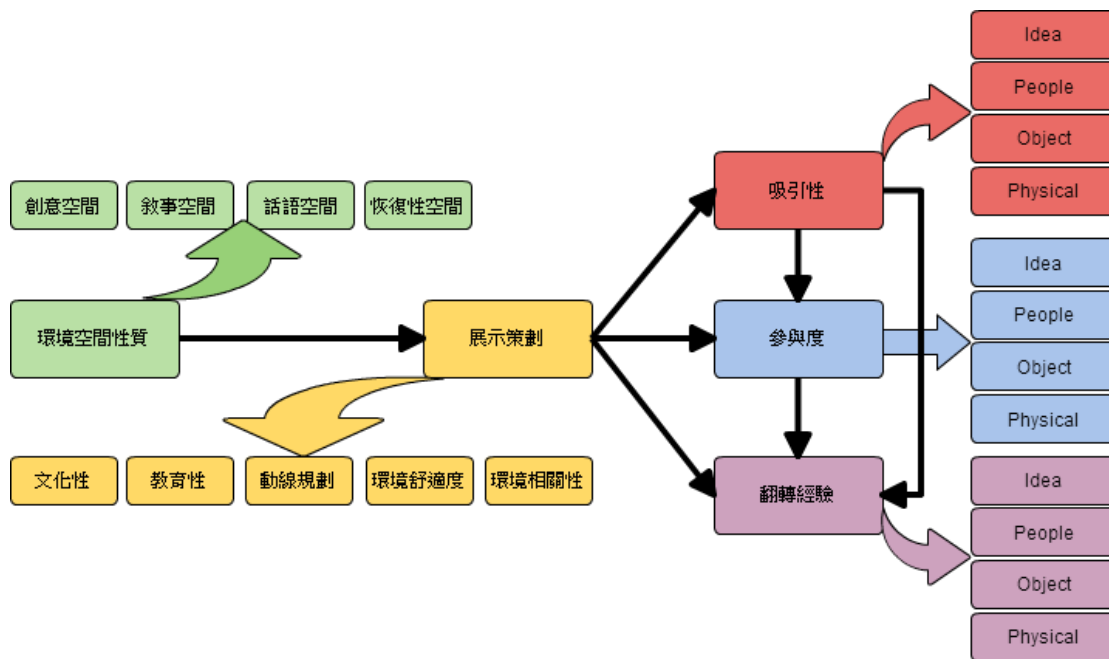 創意空間
敘事空間
話語空間
恢復性空間
環境空間性質
展示策劃
文化性
教育性
動線規劃
環境舒適度
環境相關性
吸引性
參與度
翻轉經驗
Idea
People
Object
Physical
Idea
People
Object
Physical
Idea
People
Object
Physical